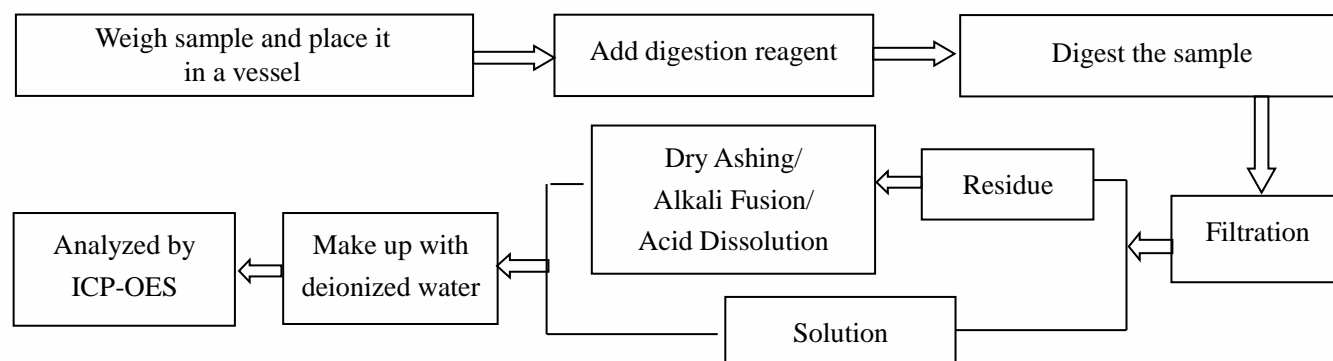 Weigh sample and place it
in a vessel
Add digestion reagent
Digest the sample
Filtration
Residue
Dry Ashing/
Alkali Fusion/
Acid Dissolution
Solution
Make up with
deionized water
Analyzed by
ICP-OES